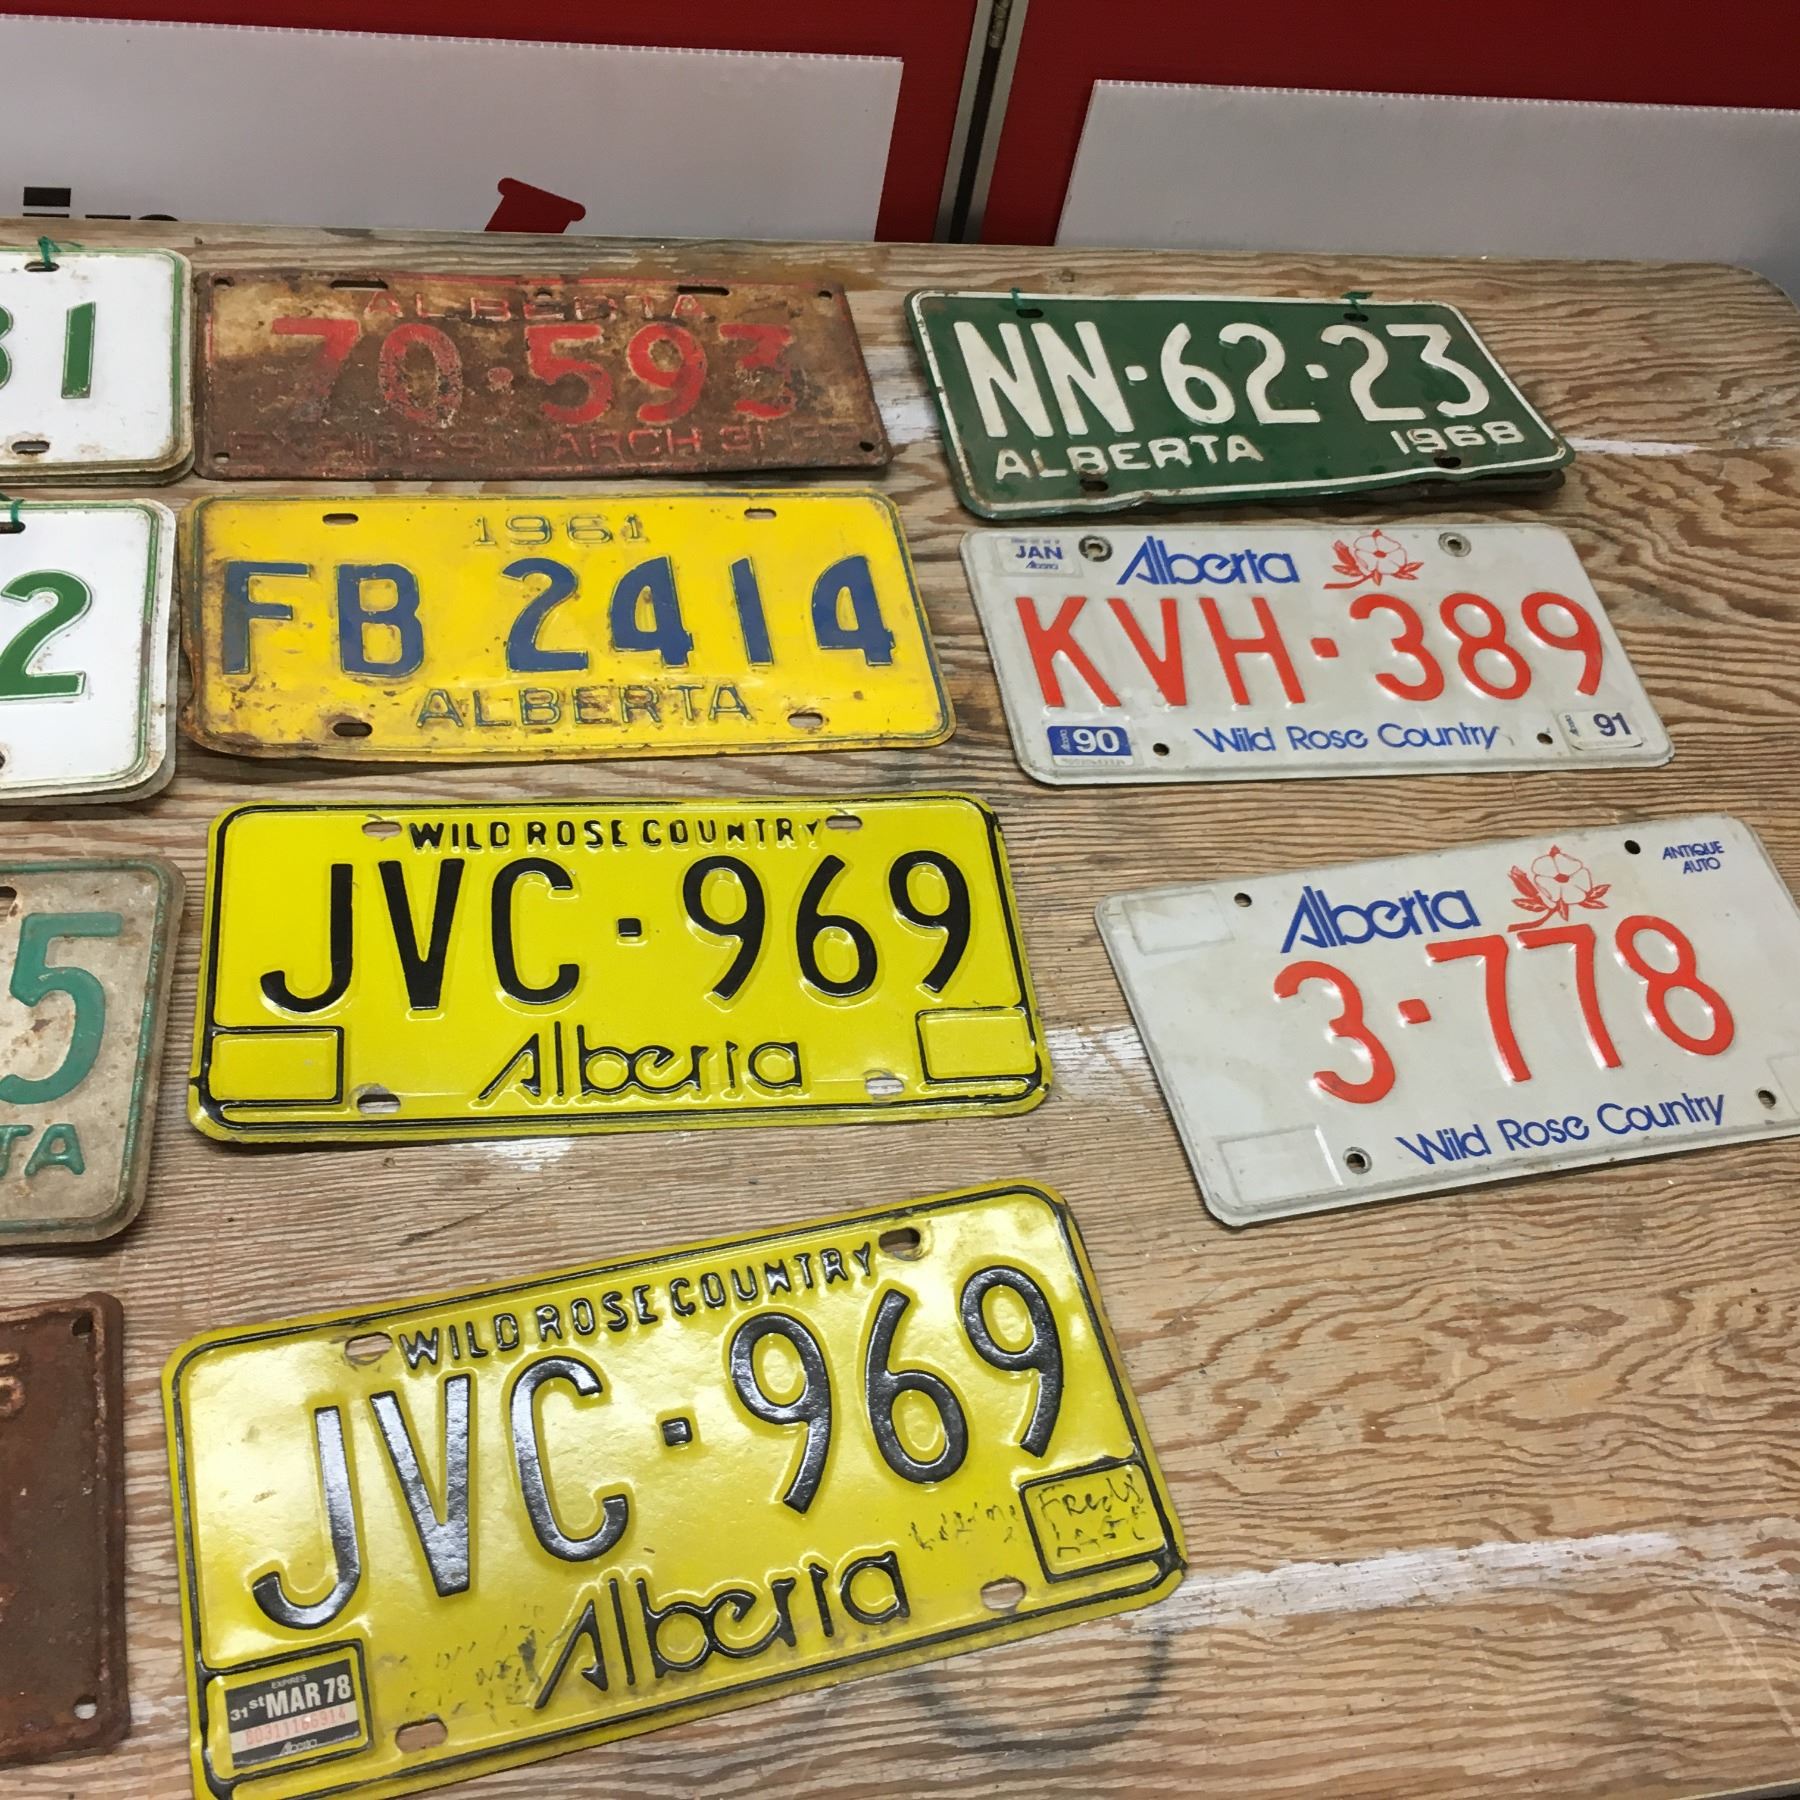 31
ALBERTA
70·593
EXPIRES MARCH 31
NN·62·23
ALBERTA 1968
2
1961
FB 2414
ALBERTA
JAN
Alberta
Alberta
KVH·389
90
Wild Rose Country
91
5
TA
WILD ROSE COUNTRY
JVC·969
Alberta
Alberta
ANTIQUE
AUTO
3·778
Wild Rose Country
WILD ROSE COUNTRY
JVC·969
Alberta
EXPIRES
31st MAR 78
Alberta